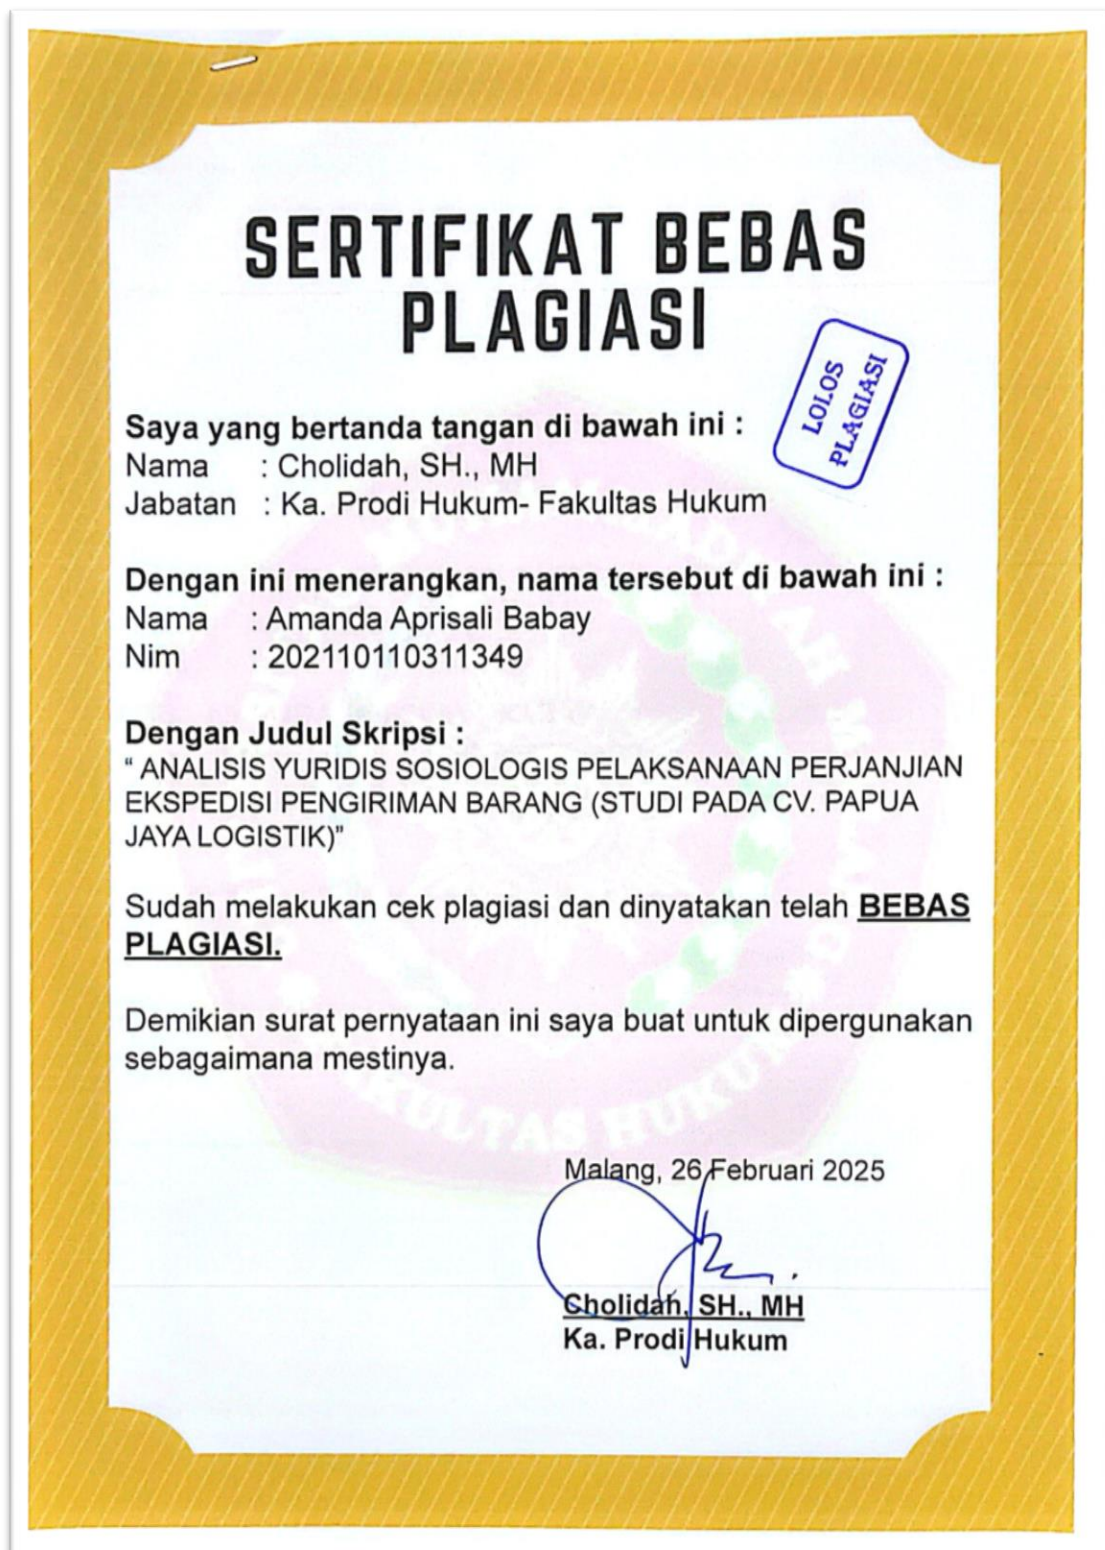 SERTIFIKAT BEBAS
PLAGIASI
LOLOS
PLAGIASI
Saya yang bertanda tangan di bawah ini :
Nama : Cholidah, SH., MH
Jabatan : Ka. Prodi Hukum- Fakultas Hukum
Dengan ini menerangkan, nama tersebut di bawah ini :
Nama : Amanda Aprisali Babay
Nim : 202110110311349
Dengan Judul Skripsi :
“ ANALISIS YURIDIS SOSIOLOGIS PELAKSANAAN PERJANJIAN
EKSPEDISI PENGIRIMAN BARANG (STUDI PADA CV. PAPUA
JAYA LOGISTIK)”
Sudah melakukan cek plagiasi dan dinyatakan telah BEBAS
PLAGIASI.
Demikian surat pernyataan ini saya buat untuk dipergunakan
sebagaimana mestinya.
FAKULTAS HUKUM
Malang, 26 Februari 2025
Cholidah, SH., MH
Ka. Prodi Hukum